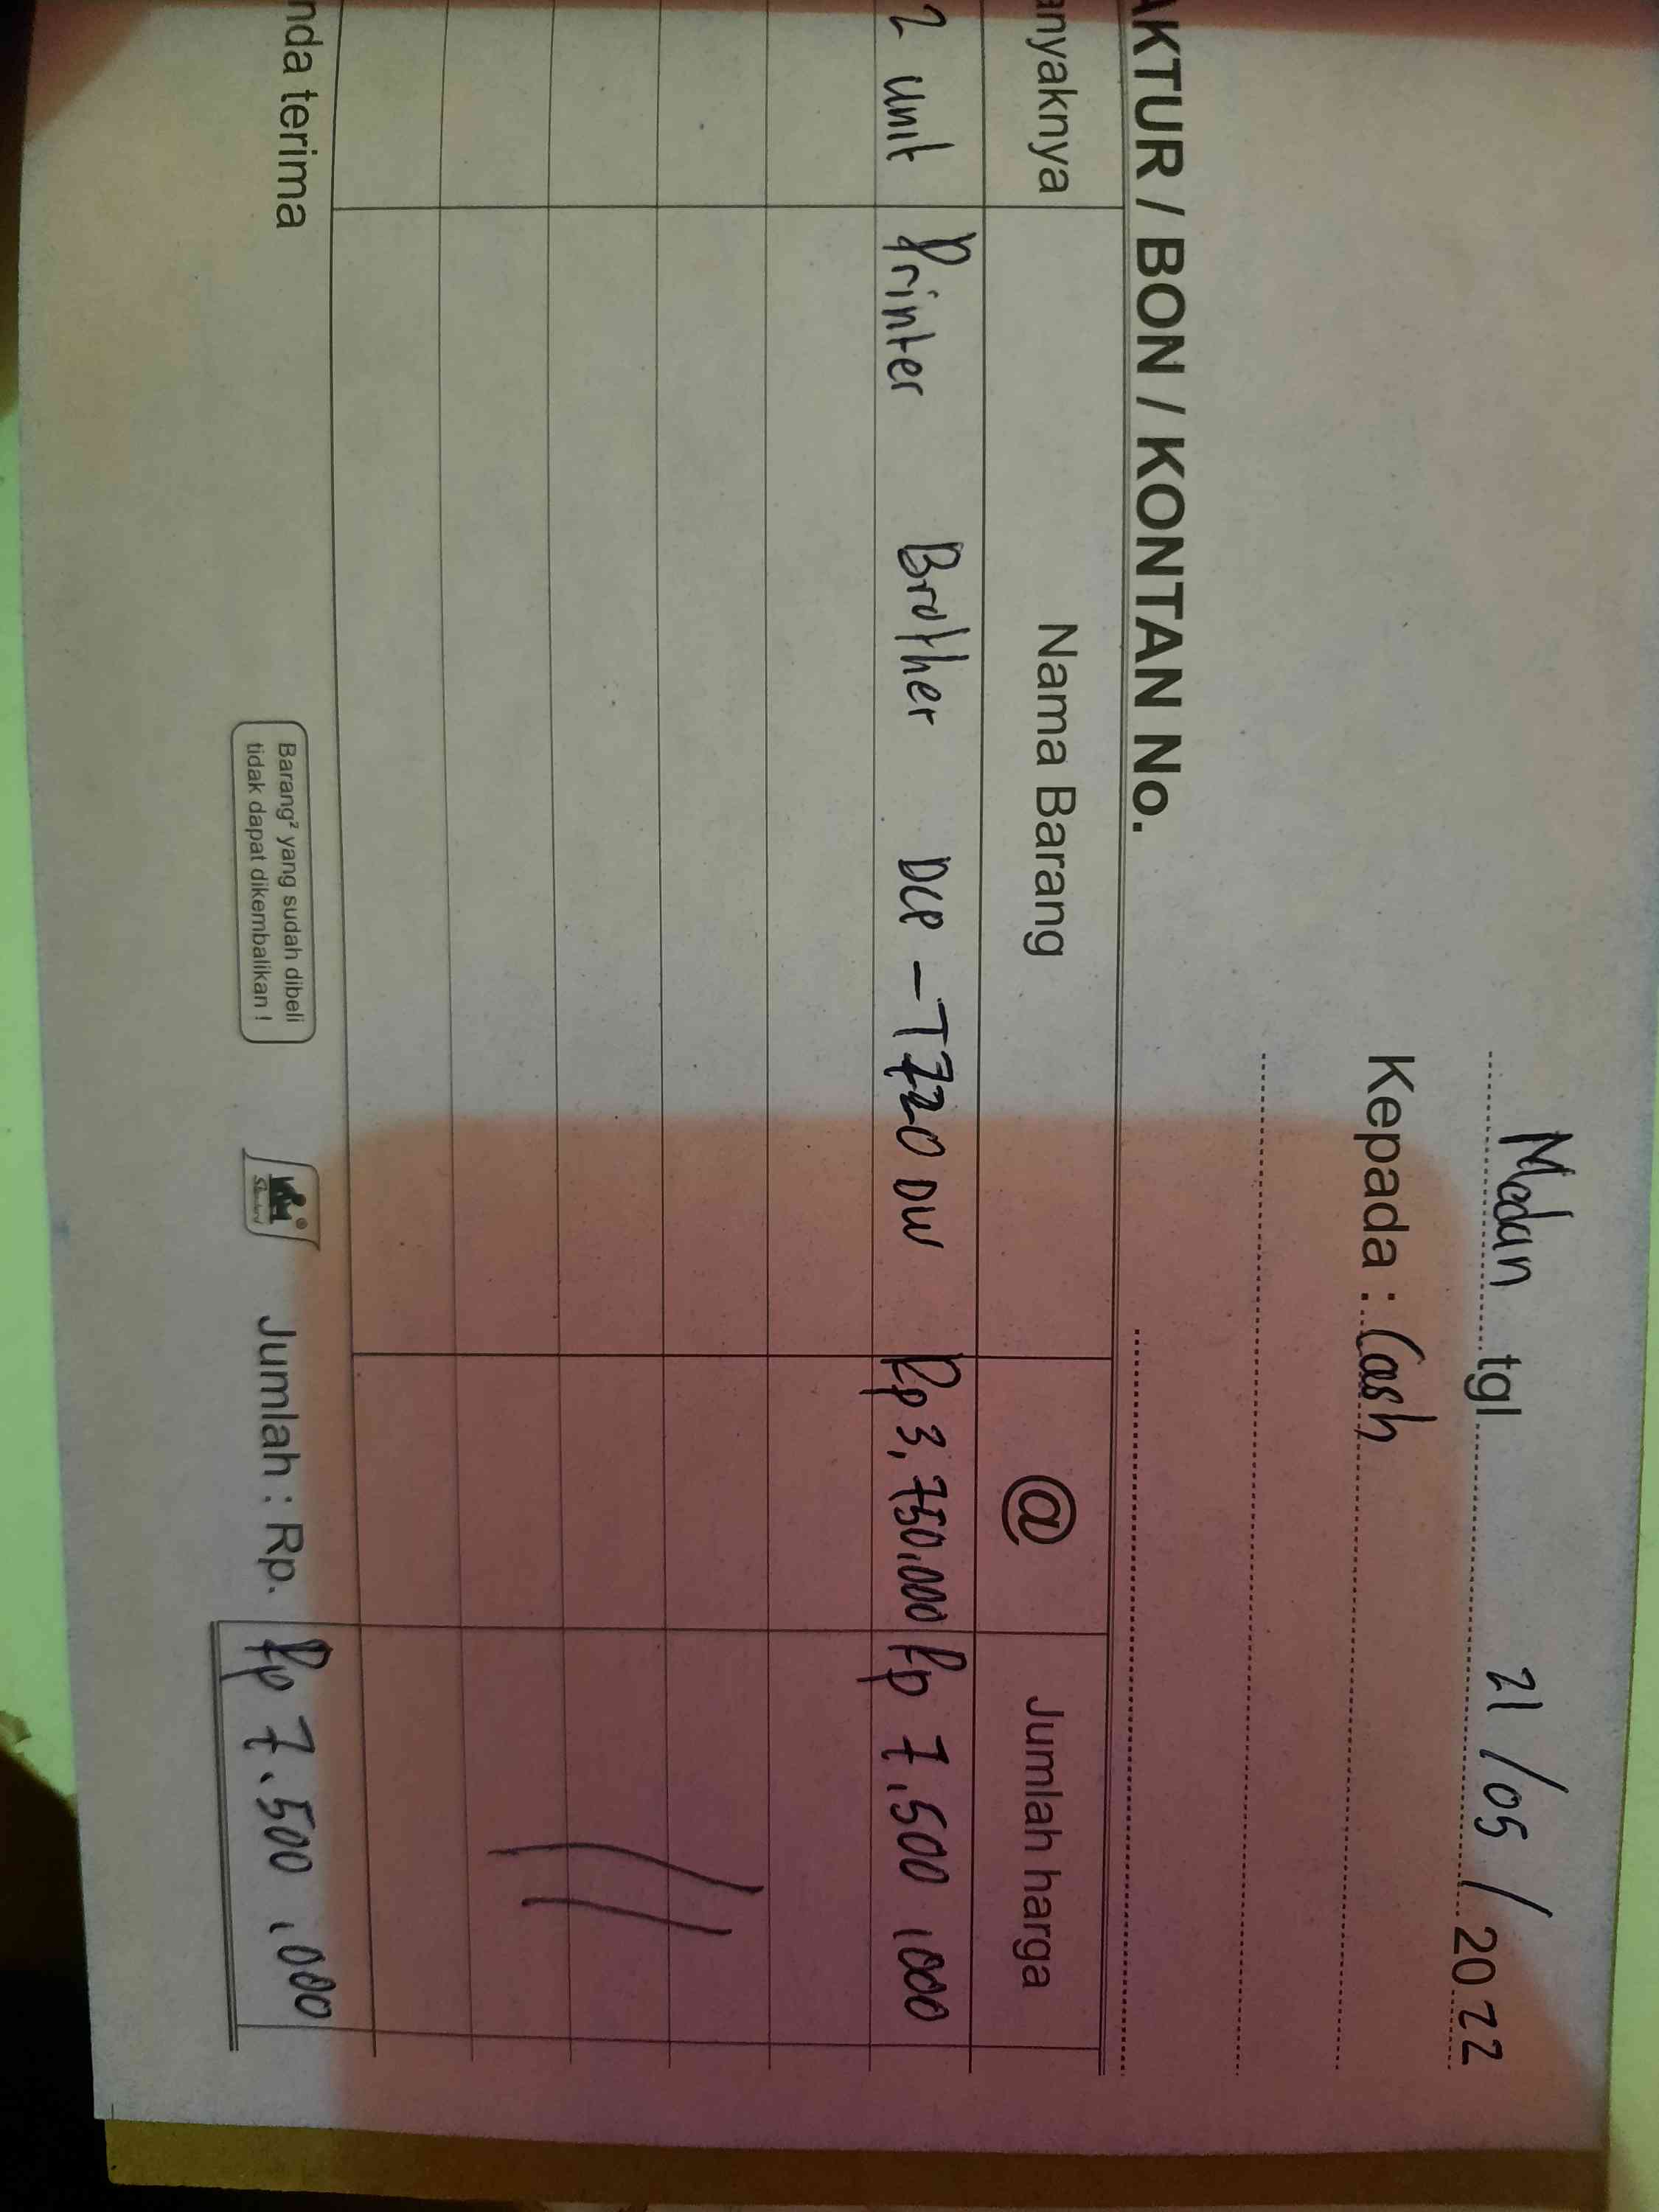 Medan tgl 21/05/2022
Kepada : Cash
AKTUR / BON / KONTAN No.
anyaknya Nama Barang @ Jumlah harga
2 unit Printer Brother DCP-T720DW Rp 3,750.000 Rp 7.500.000
nda terima
Barang² yang sudah dibeli
tidak dapat dikembalikan !
Jumlah : Rp. Rp 7.500.000